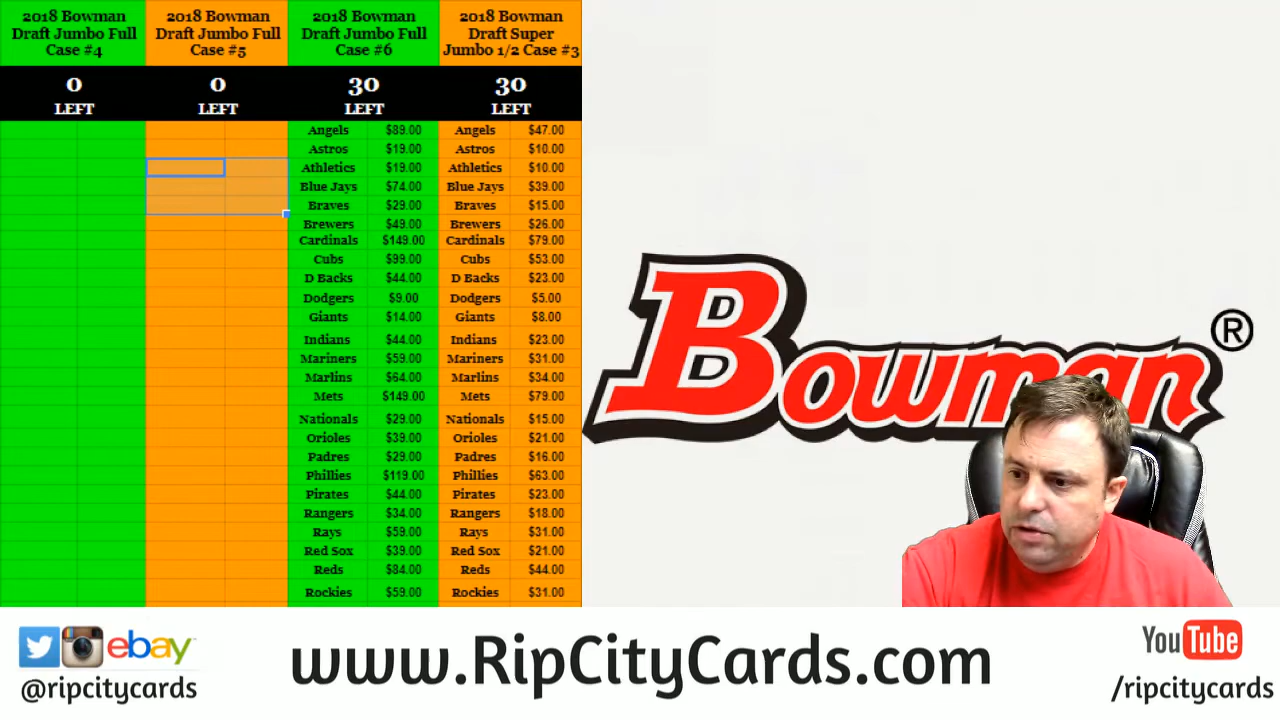 2018 Bowman
Draft Jumbo Full
Case #4
2018 Bowman
Draft Jumbo Full
Case #5
2018 Bowman
Draft Jumbo Full
Case #6
2018 Bowman
Draft Super
Jumbo 1/2 Case #3
0
LEFT
0
LEFT
30
LEFT
30
LEFT
Angels $89.00 Angels $47.00
Astros $19.00 Astros $10.00
Athletics $19.00 Athletics $10.00
Blue Jays $74.00 Blue Jays $39.00
Braves $29.00 Braves $15.00
Brewers $49.00 Brewers $26.00
Cardinals $149.00 Cardinals $79.00
Cubs $99.00 Cubs $53.00
D Backs $44.00 D Backs $23.00
Dodgers $9.00 Dodgers $5.00
Giants $14.00 Giants $8.00
Indians $44.00 Indians $23.00
Mariners $59.00 Mariners $31.00
Marlins $64.00 Marlins $34.00
Mets $149.00 Mets $79.00
Nationals $29.00 Nationals $15.00
Orioles $39.00 Orioles $21.00
Padres $29.00 Padres $16.00
Phillies $119.00 Phillies $63.00
Pirates $44.00 Pirates $23.00
Rangers $34.00 Rangers $18.00
Rays $59.00 Rays $31.00
Red Sox $39.00 Red Sox $21.00
Reds $84.00 Reds $44.00
Rockies $59.00 Rockies $31.00
Bowman ®
ebay™
@ripcitycards
www.RipCityCards.com
YouTube
/ripcitycards